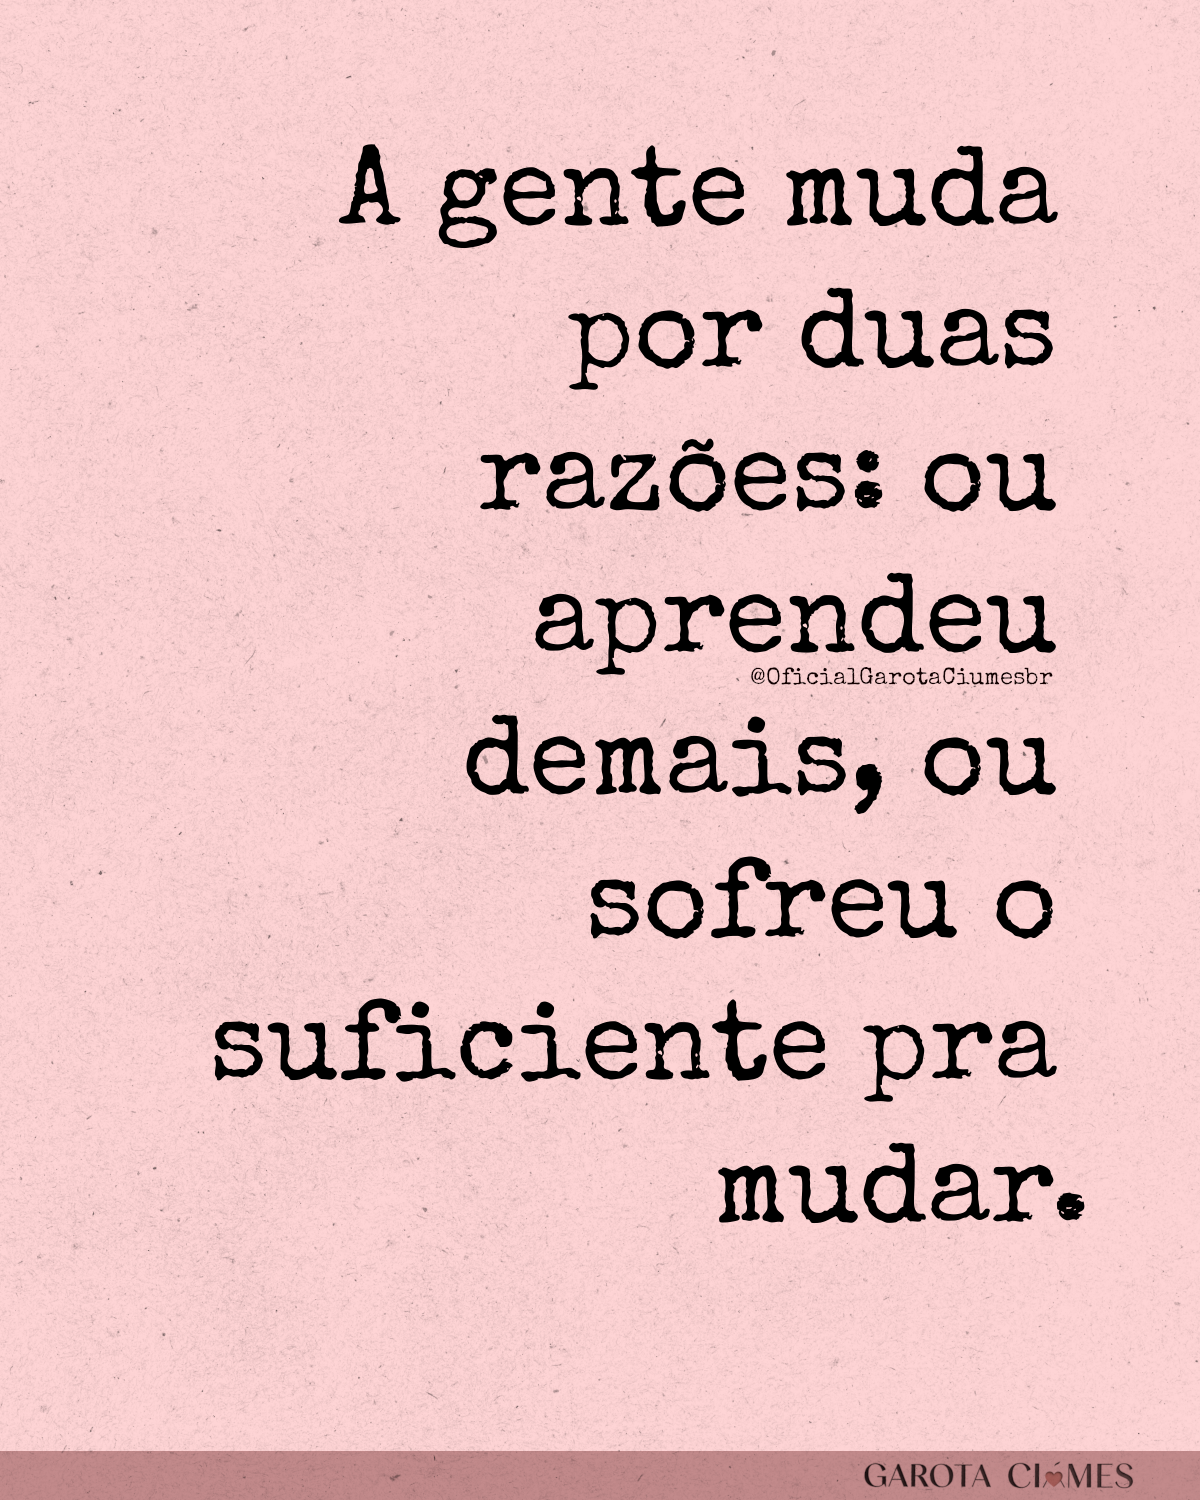 A gente muda
por duas
razões: ou
aprendeu
@OficialGarotaCiumesbr
demais, ou
sofreu o
suficiente pra
mudar.
GAROTA CIÚMES